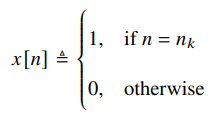 x[n] ≜ { 1, if n = n_k
0, otherwise